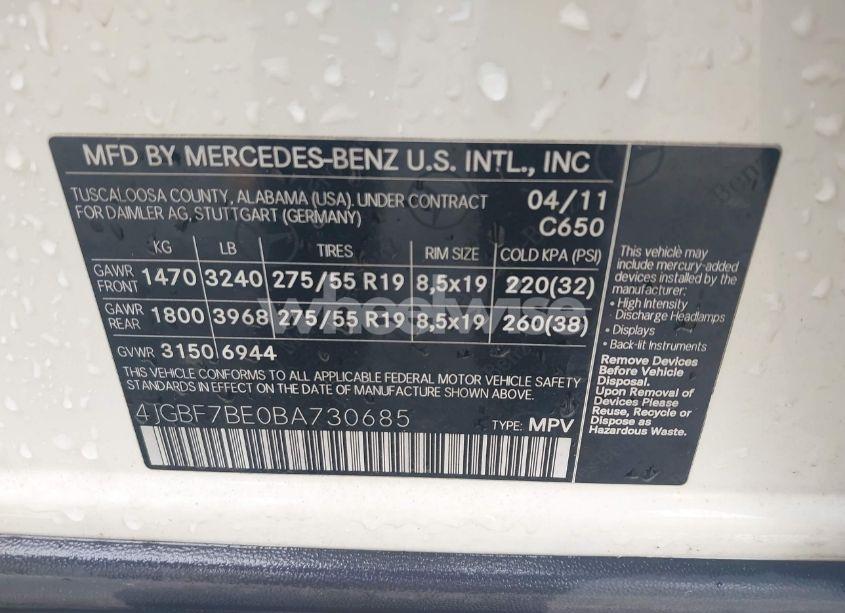 MFD BY MERCEDES-BENZ U.S. INTL., INC
TUSCALOOSA COUNTY, ALABAMA (USA). UNDER CONTRACT
FOR DAIMLER AG, STUTTGART (GERMANY)
04/11
C650
KG LB TIRES RIM SIZE COLD KPA (PSI)
GAWR FRONT 1470 3240 275/55 R19 8,5x19 220(32)
GAWR REAR 1800 3968 275/55 R19 8,5x19 260(38)
GVWR 3150 6944
THIS VEHICLE CONFORMS TO ALL APPLICABLE FEDERAL MOTOR VEHICLE SAFETY
STANDARDS IN EFFECT ON THE DATE OF MANUFACTURE SHOWN ABOVE.
4JGBF7BE0BA730685 TYPE: MPV
This vehicle may
include mercury-added
devices installed by the
manufacturer:
• High Intensity
Discharge Headlamps
• Displays
• Back-lit Instruments
Remove Devices
Before Vehicle
Disposal.
Upon Removal of
Devices Please
Reuse, Recycle or
Dispose as
Hazardous Waste.
wheelwise